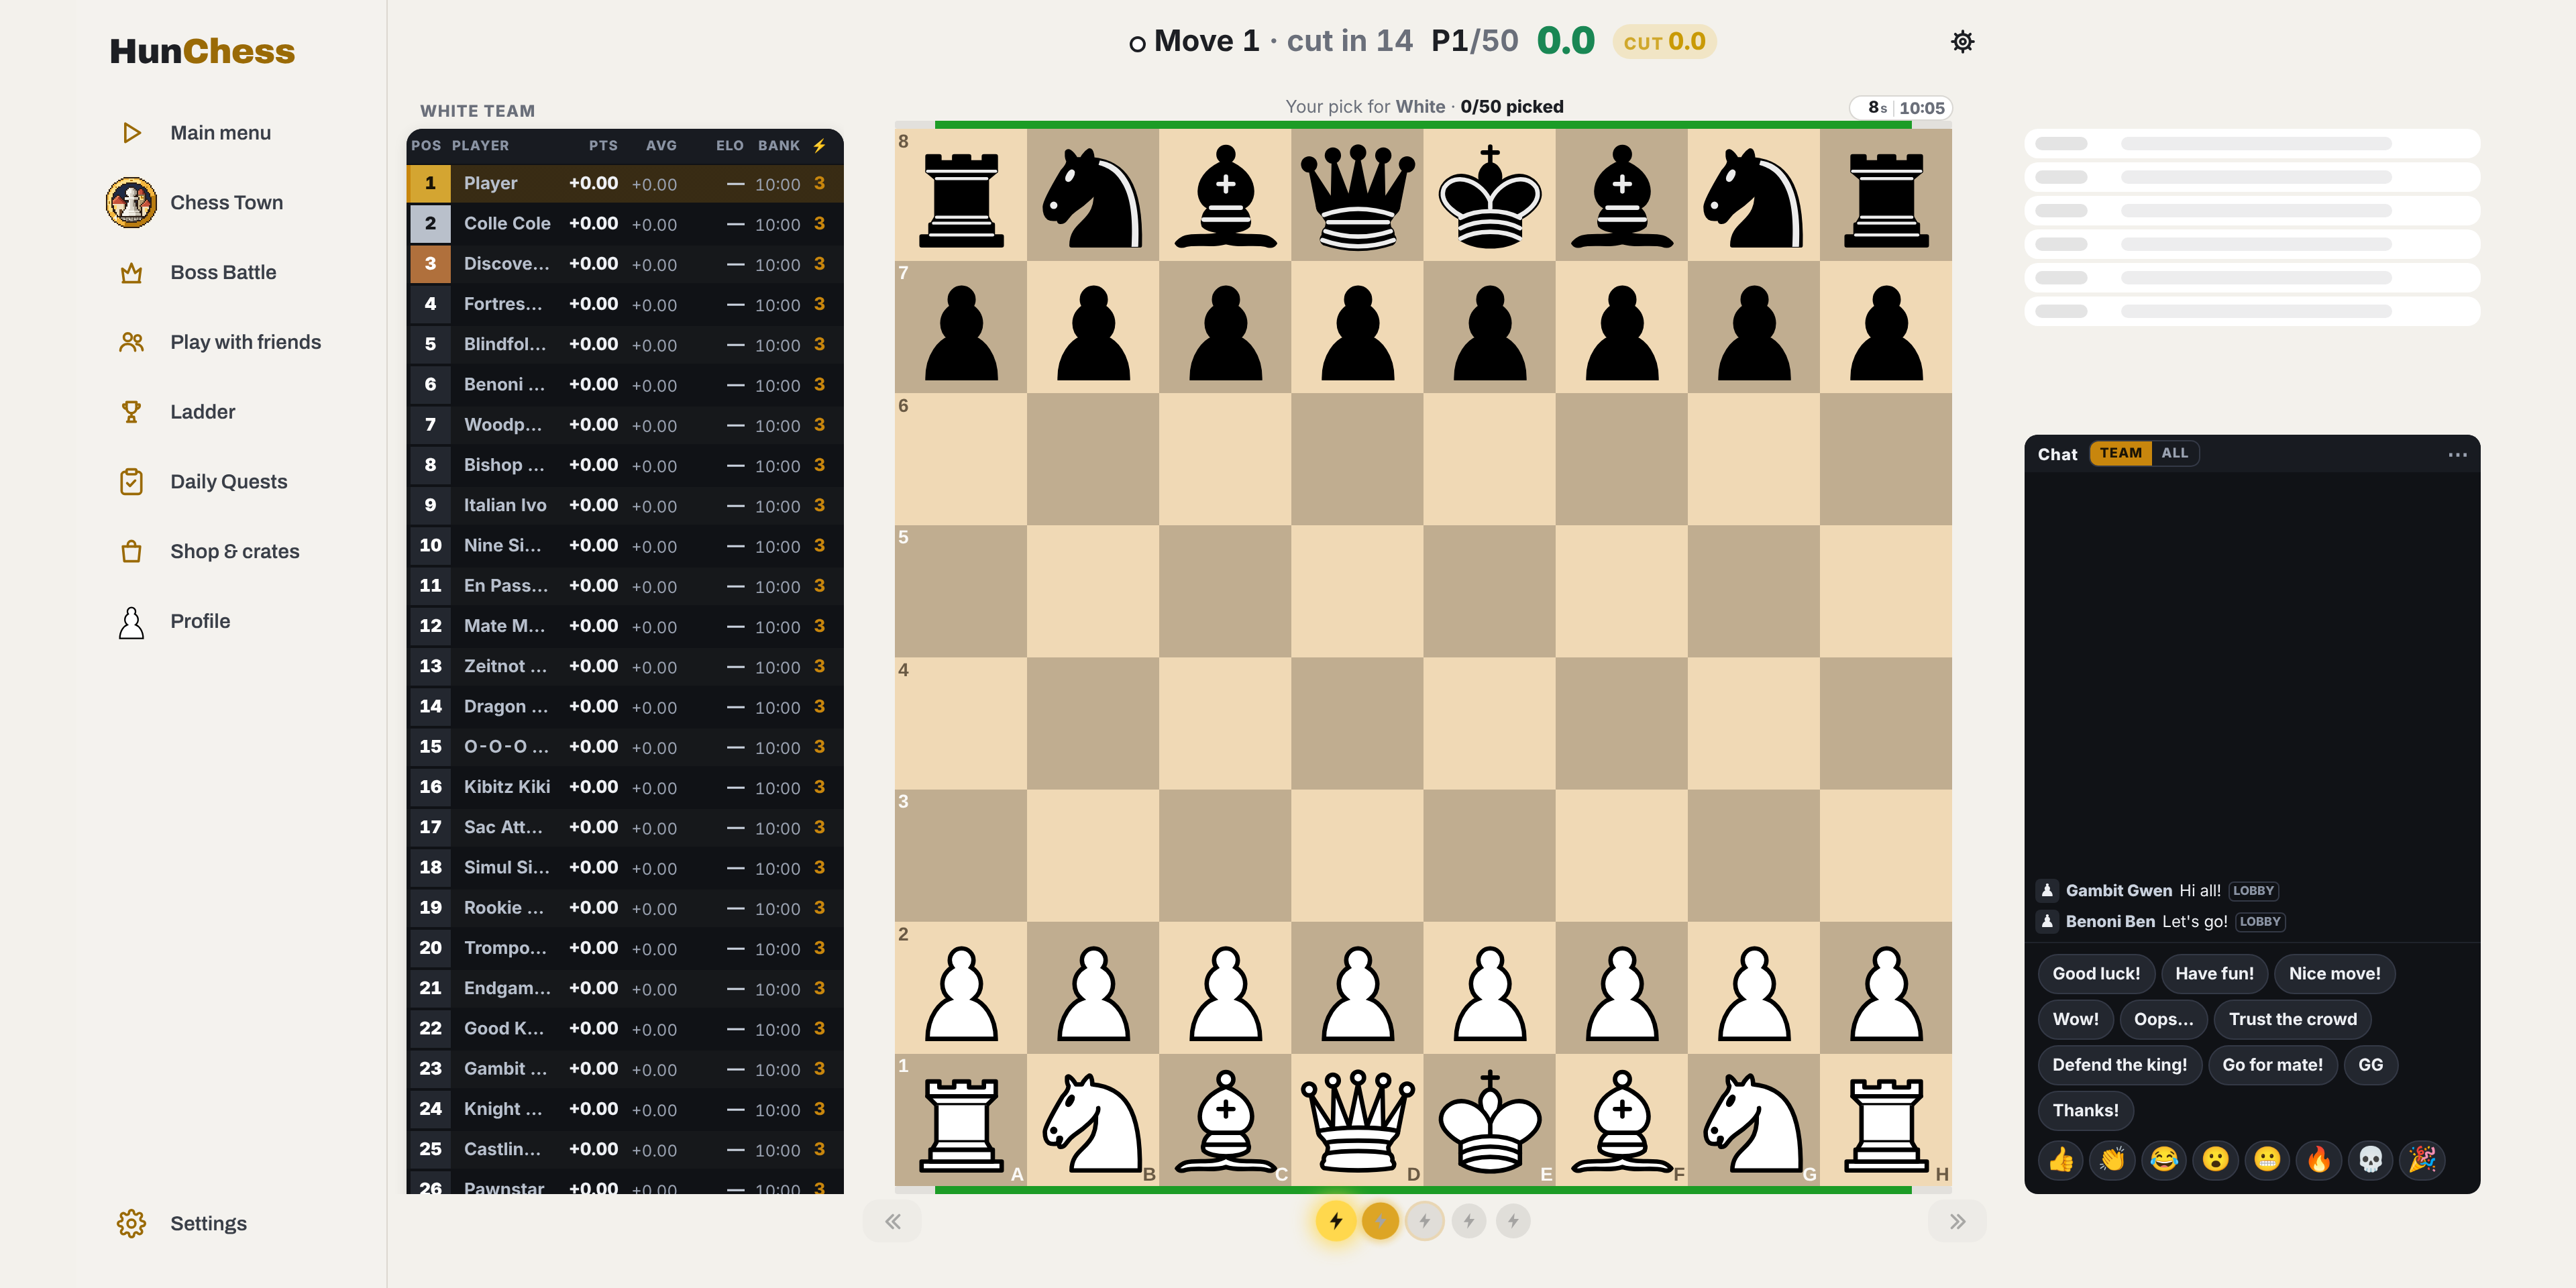 HunChess
Main menu
Chess Town
Boss Battle
Play with friends
Ladder
Daily Quests
Shop & crates
Profile
Settings
Move 1 · cut in 14 P1/50 0.0 CUT 0.0
WHITE TEAM
POS PLAYER PTS AVG ELO BANK
1 Player +0.00 +0.00 — 10:00 3
2 Colle Cole +0.00 +0.00 — 10:00 3
3 Discove... +0.00 +0.00 — 10:00 3
4 Fortres... +0.00 +0.00 — 10:00 3
5 Blindfol... +0.00 +0.00 — 10:00 3
6 Benoni ... +0.00 +0.00 — 10:00 3
7 Woodp... +0.00 +0.00 — 10:00 3
8 Bishop ... +0.00 +0.00 — 10:00 3
9 Italian Ivo +0.00 +0.00 — 10:00 3
10 Nine Si... +0.00 +0.00 — 10:00 3
11 En Pass... +0.00 +0.00 — 10:00 3
12 Mate M... +0.00 +0.00 — 10:00 3
13 Zeitnot ... +0.00 +0.00 — 10:00 3
14 Dragon ... +0.00 +0.00 — 10:00 3
15 O-O-O ... +0.00 +0.00 — 10:00 3
16 Kibitz Kiki +0.00 +0.00 — 10:00 3
17 Sac Att... +0.00 +0.00 — 10:00 3
18 Simul Si... +0.00 +0.00 — 10:00 3
19 Rookie ... +0.00 +0.00 — 10:00 3
20 Trompo... +0.00 +0.00 — 10:00 3
21 Endgam... +0.00 +0.00 — 10:00 3
22 Good K... +0.00 +0.00 — 10:00 3
23 Gambit ... +0.00 +0.00 — 10:00 3
24 Knight ... +0.00 +0.00 — 10:00 3
25 Castlin... +0.00 +0.00 — 10:00 3
26 Pawnstar +0.00 +0.00 — 10:00 3
Your pick for White · 0/50 picked
8s 10:05
8
7
6
5
4
3
2
1
A B C D E F G H
Chat TEAM ALL ...
Gambit Gwen Hi all! LOBBY
Benoni Ben Let's go! LOBBY
Good luck! Have fun! Nice move!
Wow! Oops... Trust the crowd
Defend the king! Go for mate! GG
Thanks!